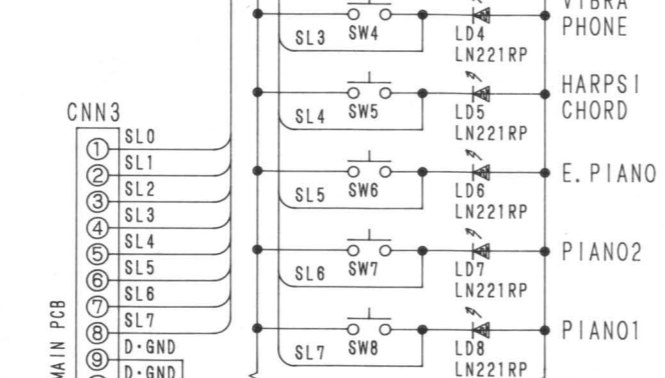 VIBRA
PHONE
SL3
SW4
LD4
LN221RP
HARPSI
CHORD
SL4
SW5
LD5
LN221RP
E.PIANO
SL5
SW6
LD6
LN221RP
PIANO2
SL6
SW7
LD7
LN221RP
PIANO1
SL7
SW8
LD8
LN221RP
CNN3
1 SL0
2 SL1
3 SL2
4 SL3
5 SL4
6 SL5
7 SL6
8 SL7
9 D·GND
D·GND
MAIN PCB